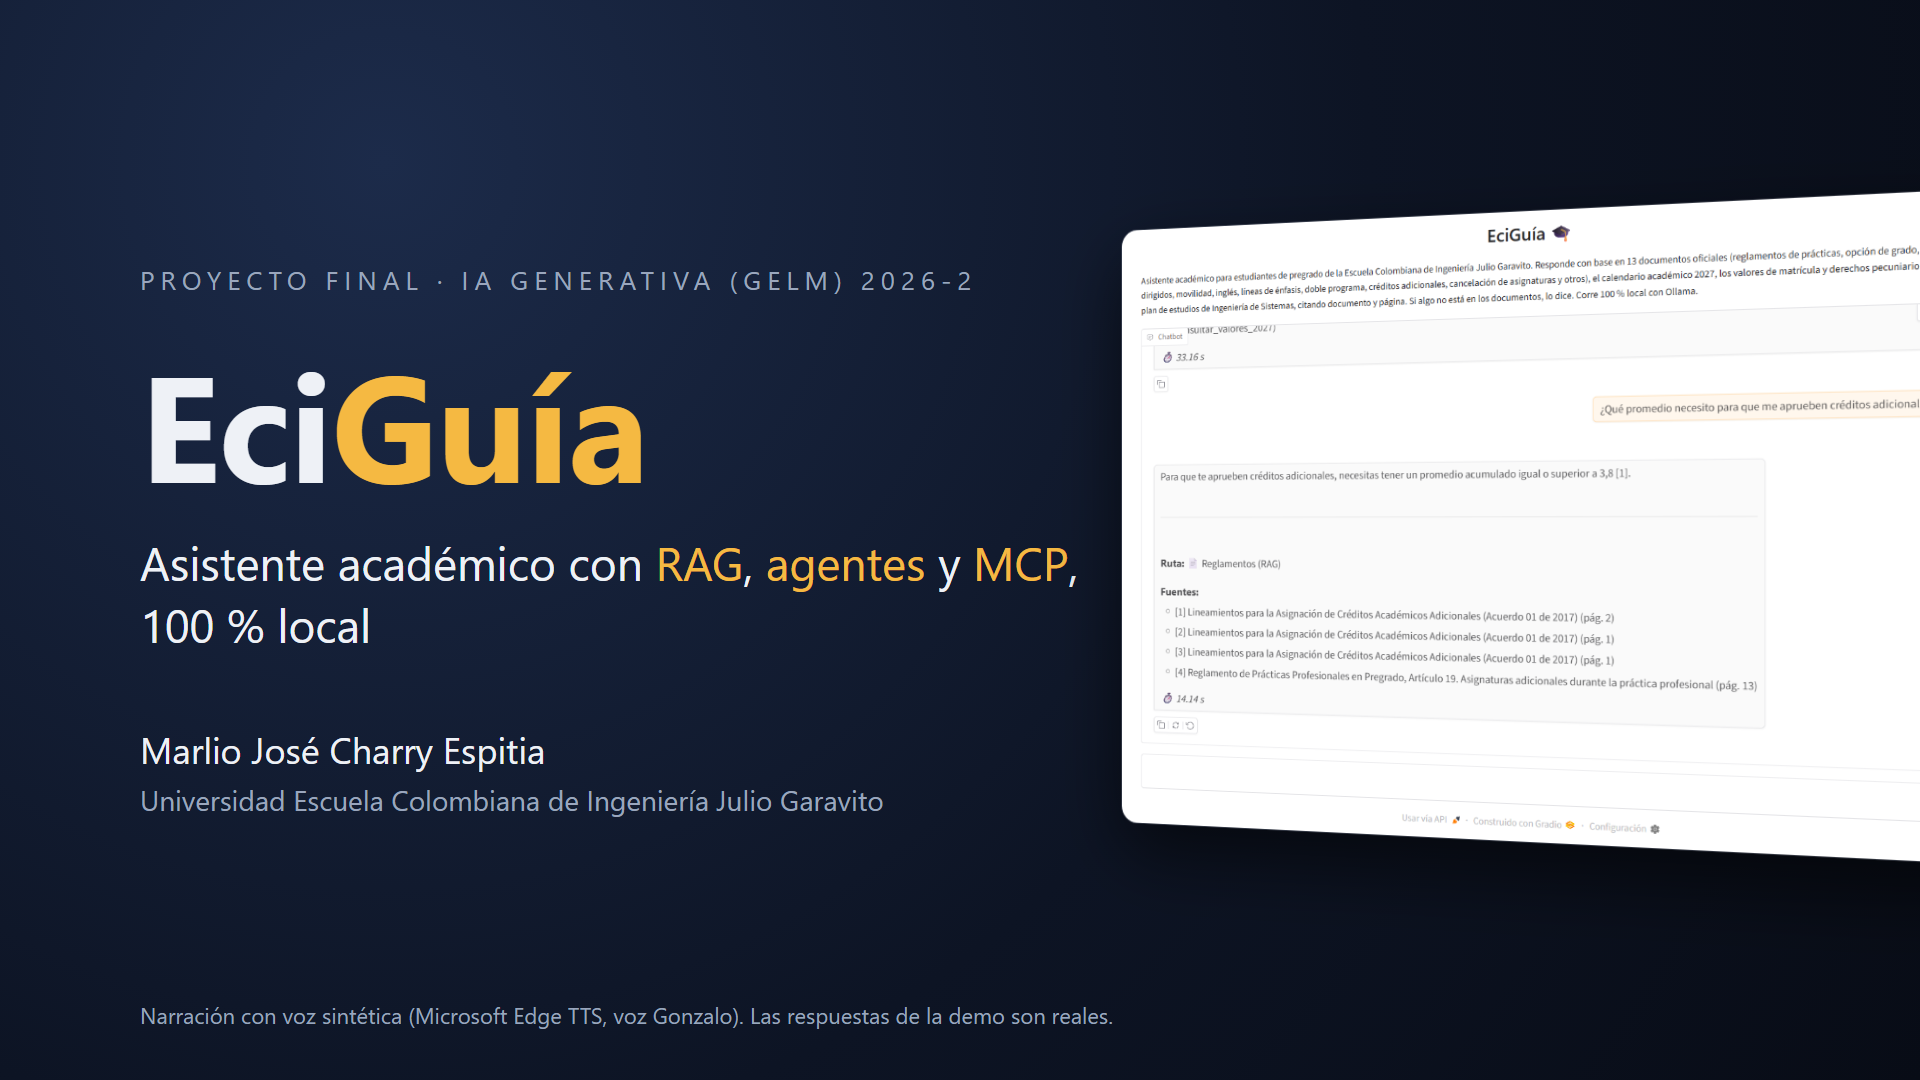 PROYECTO FINAL · IA GENERATIVA (GELM) 2026-2
EciGuía
Asistente académico con RAG, agentes y MCP,
100 % local
Marlio José Charry Espitia
Universidad Escuela Colombiana de Ingeniería Julio Garavito
Narración con voz sintética (Microsoft Edge TTS, voz Gonzalo). Las respuestas de la demo son reales.
EciGuía
Asistente académico para estudiantes de pregrado de la Escuela Colombiana de Ingeniería Julio Garavito. Responde con base en 13 documentos oficiales (reglamentos de prácticas, opción de grado,
dirigidos, movilidad, inglés, líneas de énfasis, doble programa, créditos adicionales, cancelación de asignaturas y otros), el calendario académico 2027, los valores de matrícula y derechos pecuniario
plan de estudios de Ingeniería de Sistemas, citando documento y página. Si algo no está en los documentos, lo dice. Corre 100 % local con Ollama.
Chatbot
nsultar_valores_2027)
33.16 s
¿Qué promedio necesito para que me aprueben créditos adicional
Para que te aprueben créditos adicionales, necesitas tener un promedio acumulado igual o superior a 3,8 [1].
Ruta: Reglamentos (RAG)
Fuentes:
[1] Lineamientos para la Asignación de Créditos Académicos Adicionales (Acuerdo 01 de 2017) (pág. 2)
[2] Lineamientos para la Asignación de Créditos Académicos Adicionales (Acuerdo 01 de 2017) (pág. 1)
[3] Lineamientos para la Asignación de Créditos Académicos Adicionales (Acuerdo 01 de 2017) (pág. 1)
[4] Reglamento de Prácticas Profesionales en Pregrado, Artículo 19. Asignaturas adicionales durante la práctica profesional (pág. 13)
14.14 s
Usar vía API · Construido con Gradio · Configuración